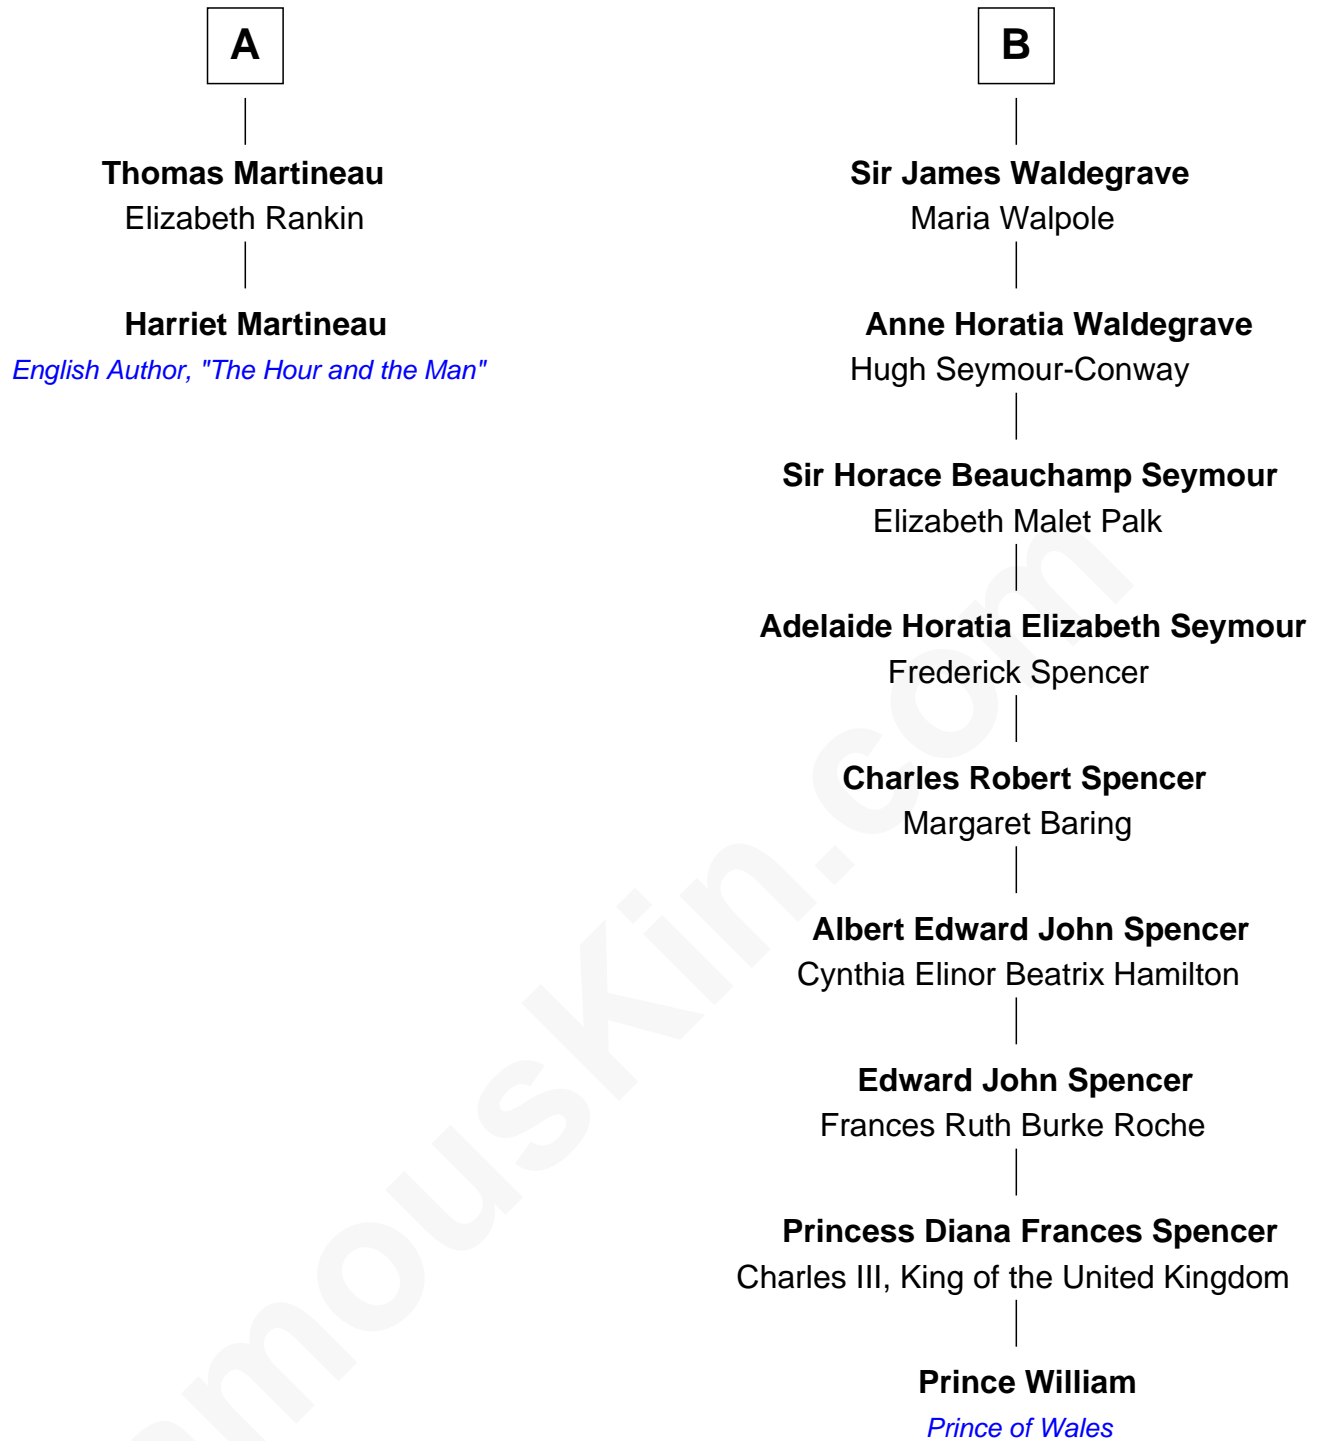 A
Thomas Martineau
Elizabeth Rankin
Harriet Martineau
English Author, "The Hour and the Man"
B
Sir James Waldegrave
Maria Walpole
Anne Horatia Waldegrave
Hugh Seymour-Conway
Sir Horace Beauchamp Seymour
Elizabeth Malet Palk
Adelaide Horatia Elizabeth Seymour
Frederick Spencer
Charles Robert Spencer
Margaret Baring
Albert Edward John Spencer
Cynthia Elinor Beatrix Hamilton
Edward John Spencer
Frances Ruth Burke Roche
Princess Diana Frances Spencer
Charles III, King of the United Kingdom
Prince William
Prince of Wales
amousKin.com